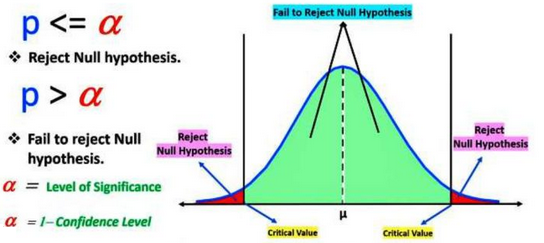 p <= α
❖ Reject Null hypothesis.
p > α
❖ Fail to reject Null
hypothesis.
α = Level of Significance
α = 1– Confidence Level
Fail to Reject Null Hypothesis
Reject
Null Hypothesis
Reject
Null Hypothesis
Critical Value
μ
Critical Value